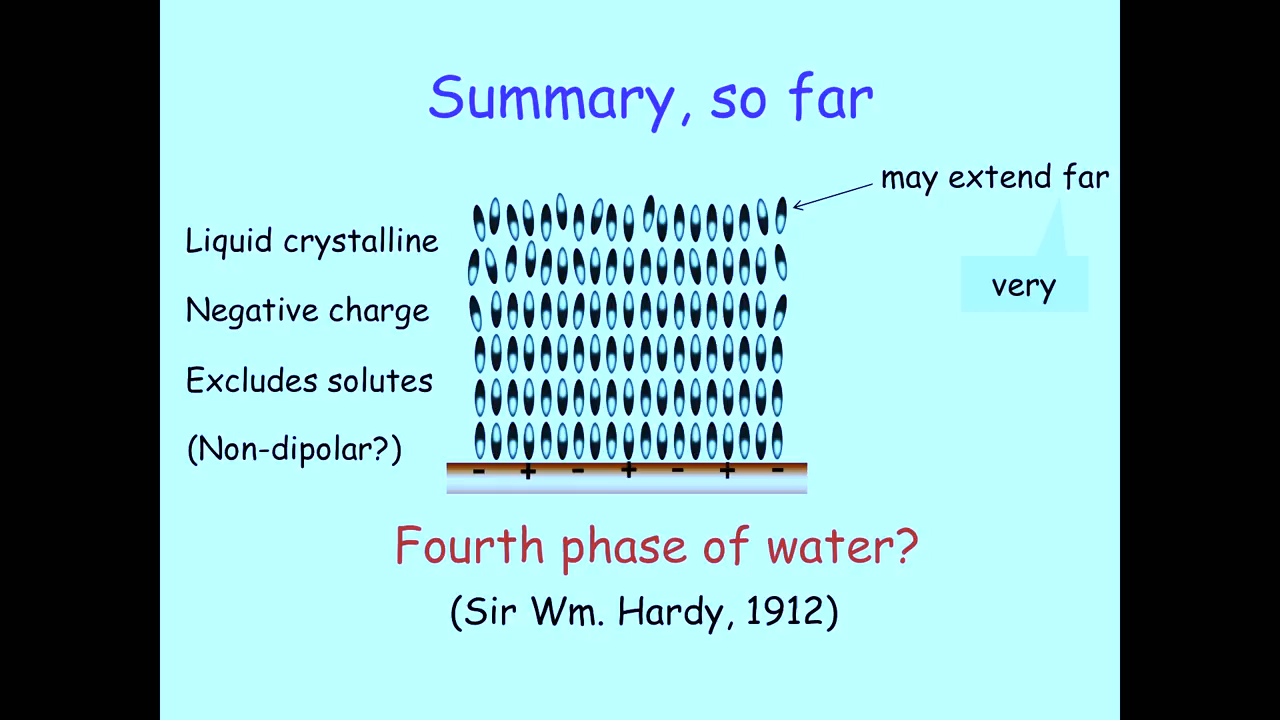 Summary, so far
may extend far
very
Liquid crystalline
Negative charge
Excludes solutes
(Non-dipolar?)
- + - + - + -
Fourth phase of water?
(Sir Wm. Hardy, 1912)